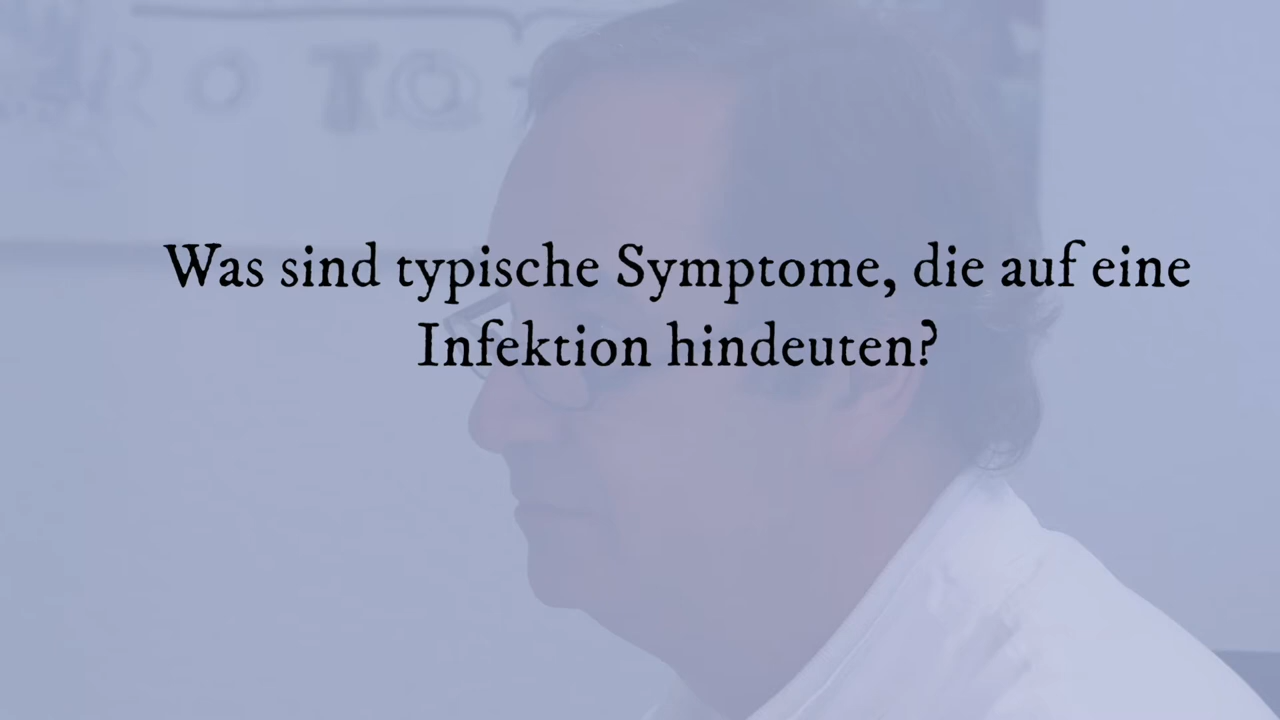 Was sind typische Symptome, die auf eine
Infektion hindeuten?